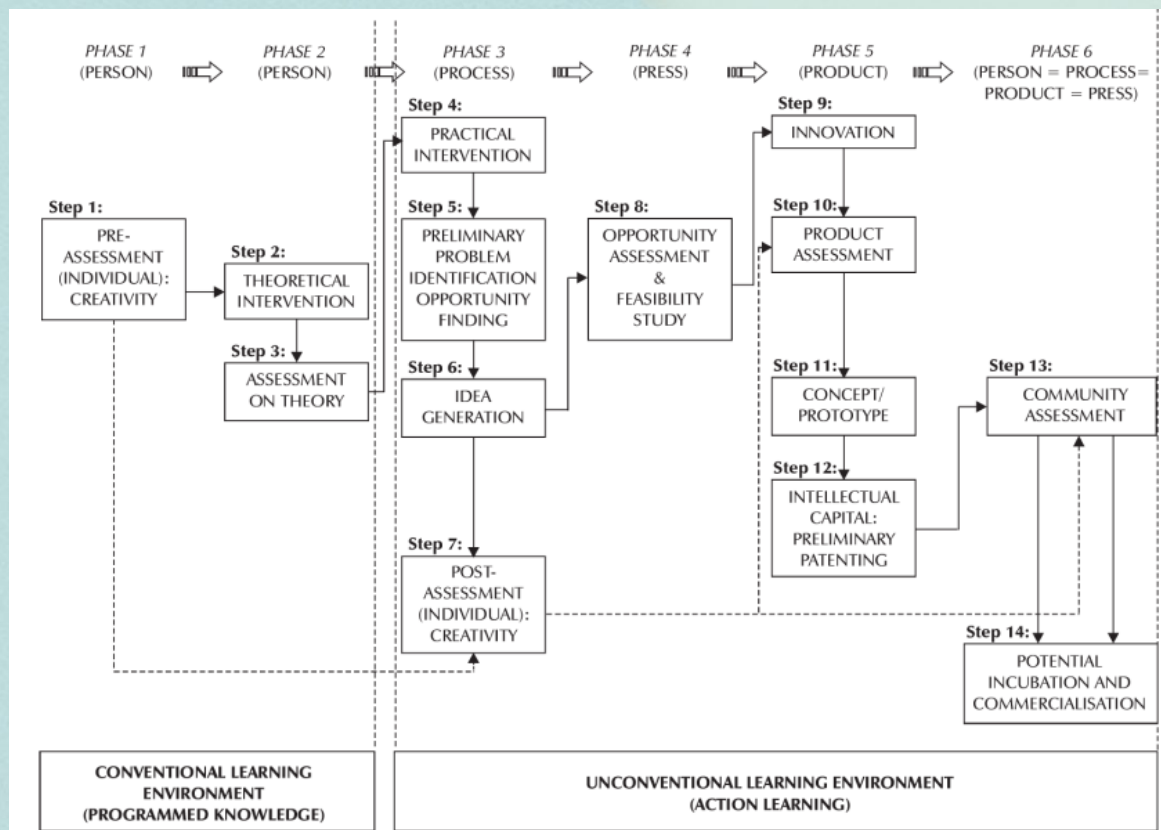 PHASE 1
(PERSON)
PHASE 2
(PERSON)
PHASE 3
(PROCESS)
PHASE 4
(PRESS)
PHASE 5
(PRODUCT)
PHASE 6
(PERSON = PROCESS=
PRODUCT = PRESS)
Step 1:
PRE-
ASSESSMENT
(INDIVIDUAL):
CREATIVITY
Step 2:
THEORETICAL
INTERVENTION
Step 3:
ASSESSMENT
ON THEORY
Step 4:
PRACTICAL
INTERVENTION
Step 5:
PRELIMINARY
PROBLEM
IDENTIFICATION
OPPORTUNITY
FINDING
Step 6:
IDEA
GENERATION
Step 7:
POST-
ASSESSMENT
(INDIVIDUAL):
CREATIVITY
Step 8:
OPPORTUNITY
ASSESSMENT
&
FEASIBILITY
STUDY
Step 9:
INNOVATION
Step 10:
PRODUCT
ASSESSMENT
Step 11:
CONCEPT/
PROTOTYPE
Step 12:
INTELLECTUAL
CAPITAL:
PRELIMINARY
PATENTING
Step 13:
COMMUNITY
ASSESSMENT
Step 14:
POTENTIAL
INCUBATION AND
COMMERCIALISATION
CONVENTIONAL LEARNING
ENVIRONMENT
(PROGRAMMED KNOWLEDGE)
UNCONVENTIONAL LEARNING ENVIRONMENT
(ACTION LEARNING)